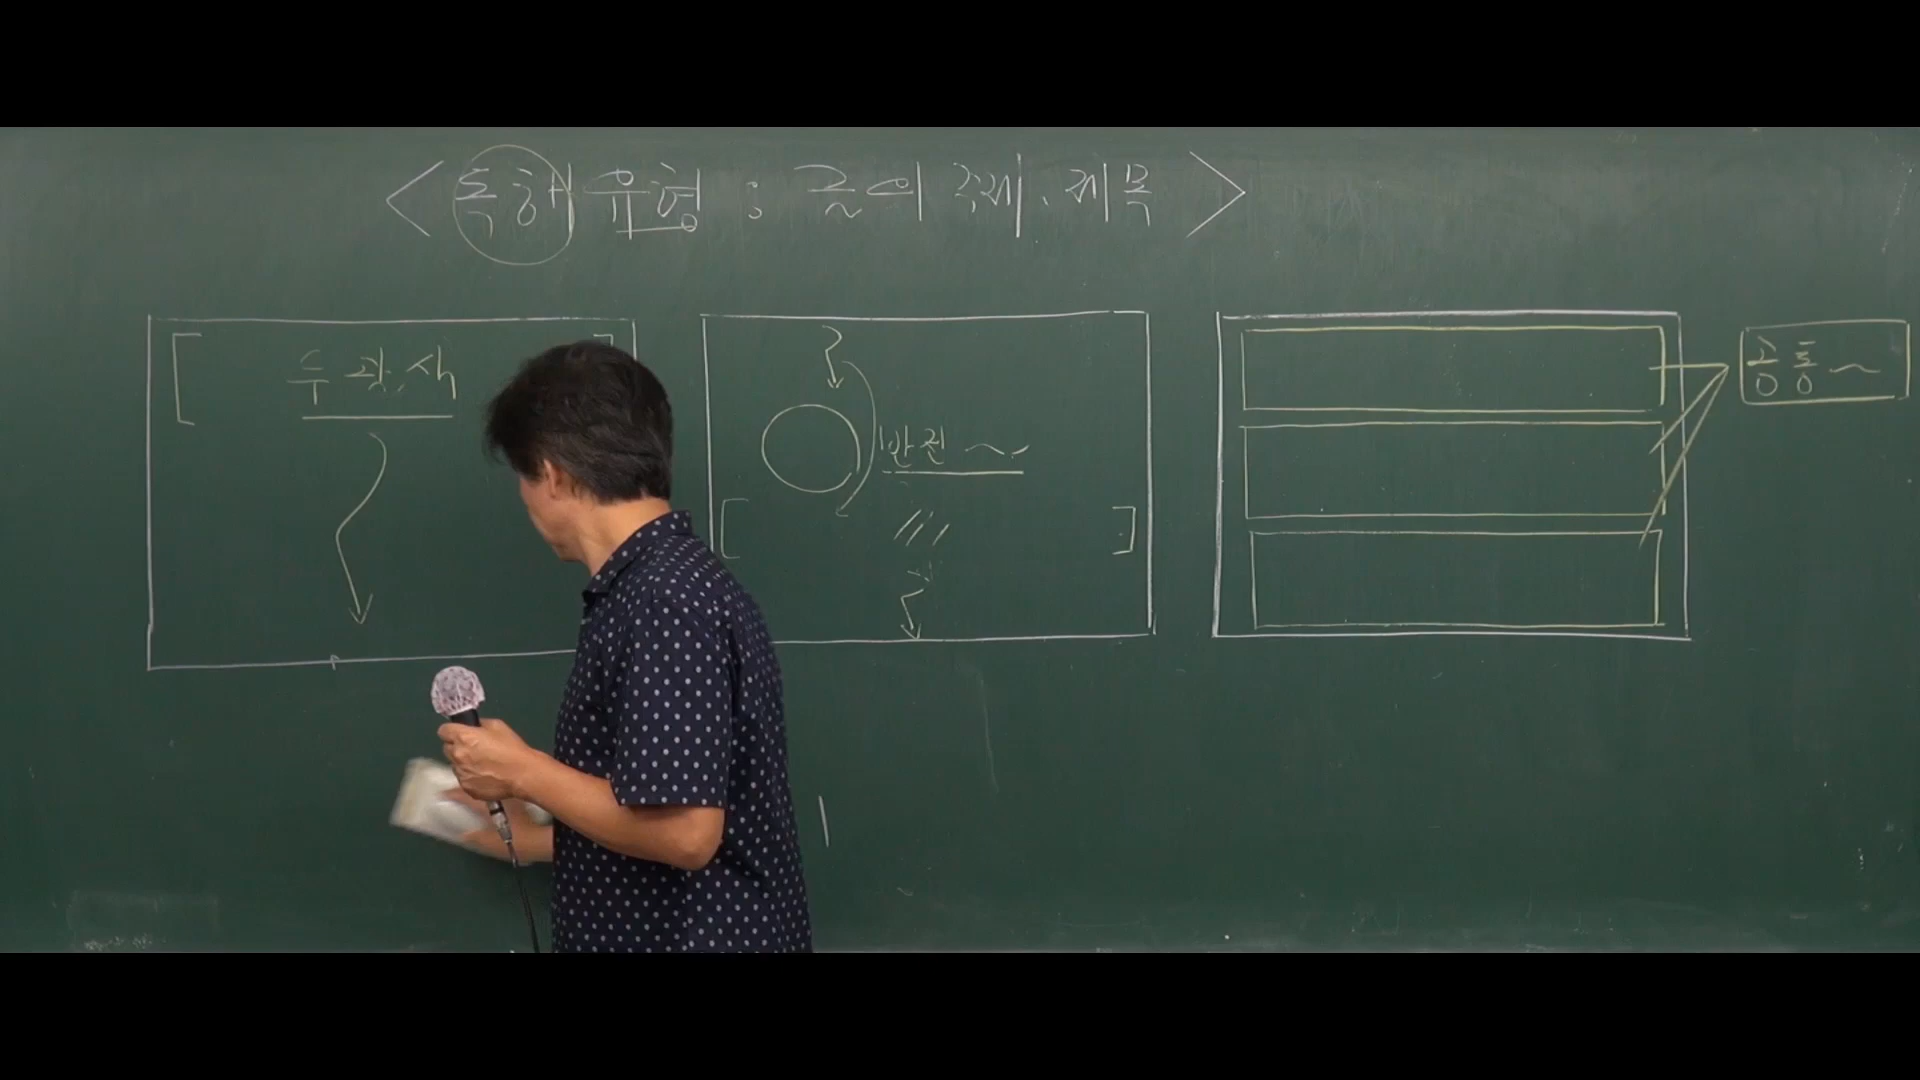 <독해 유형 : 글의 주제, 제목>
두괄식
반전~
공통~